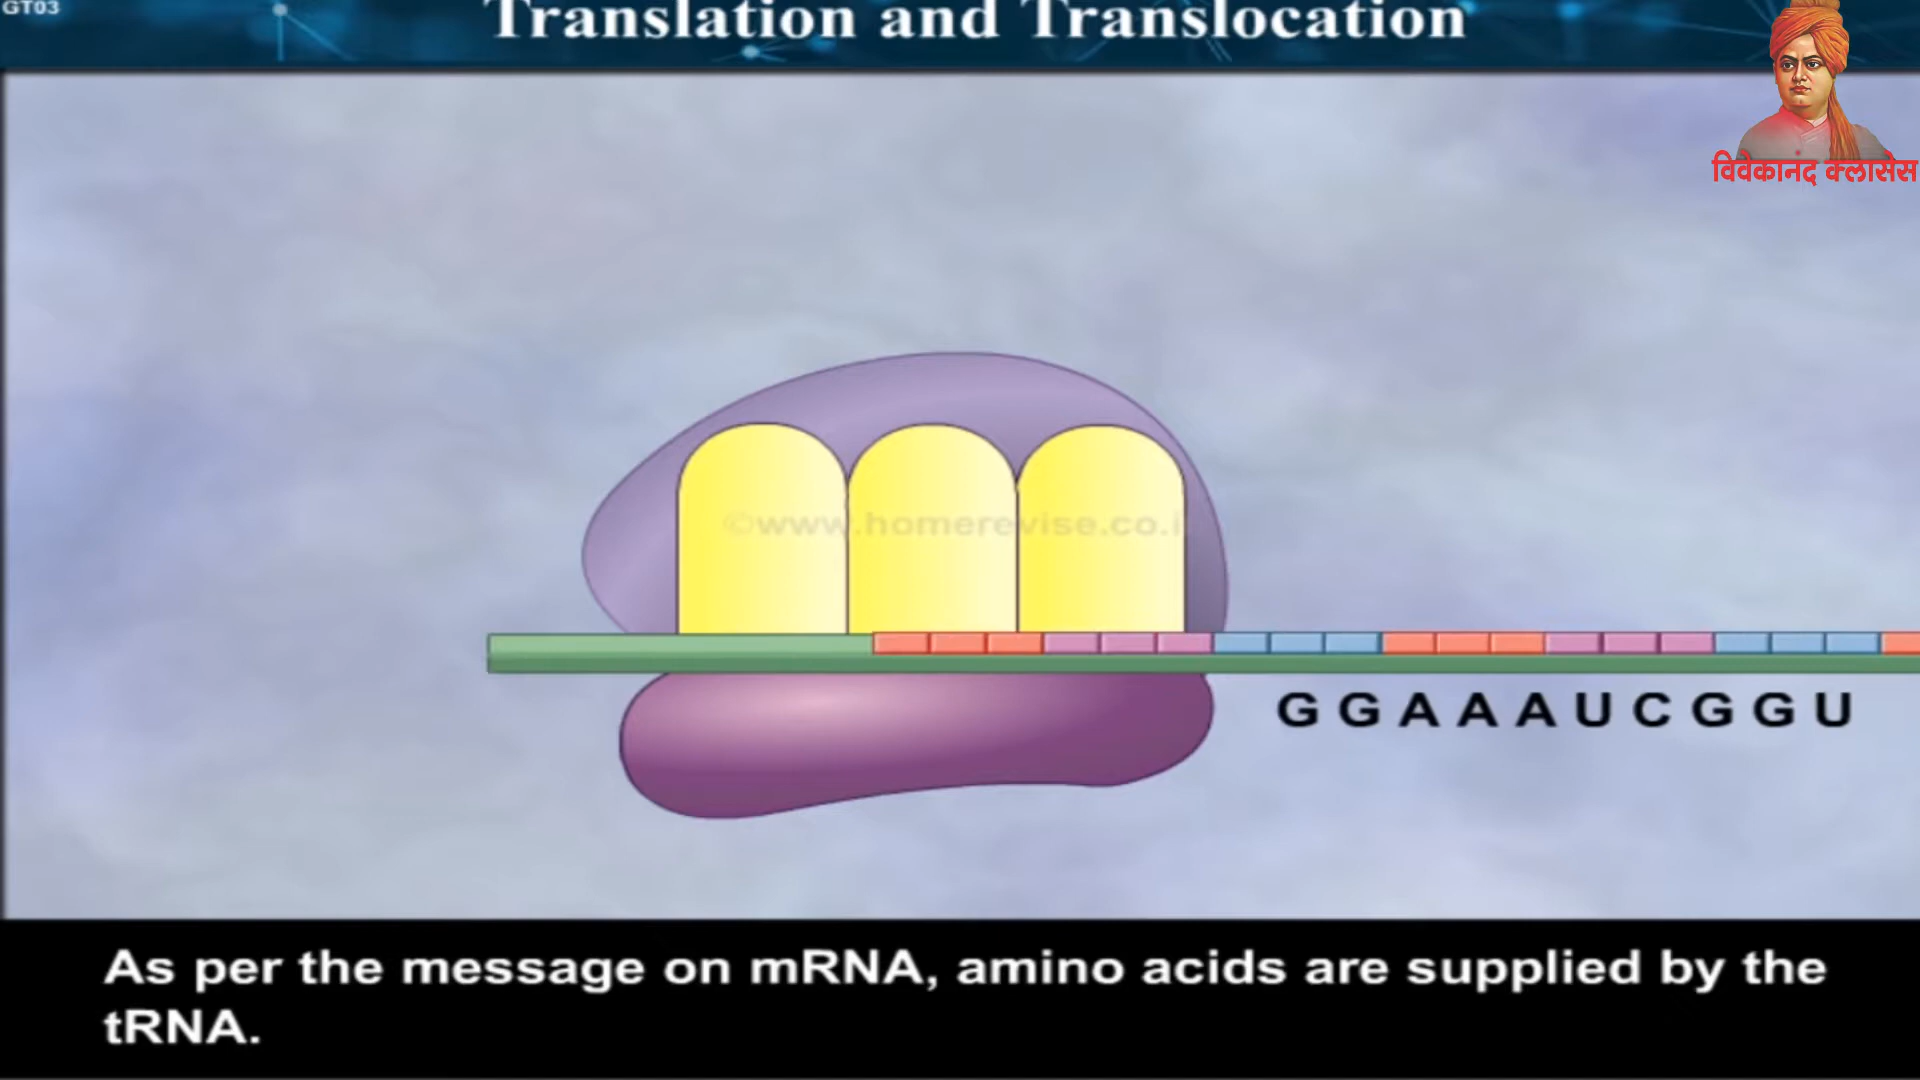 GT03
Translation and Translocation
विवेकानंद क्लासेस
©www.homerevise.co.i
G G A A A U C G G U
As per the message on mRNA, amino acids are supplied by the
tRNA.